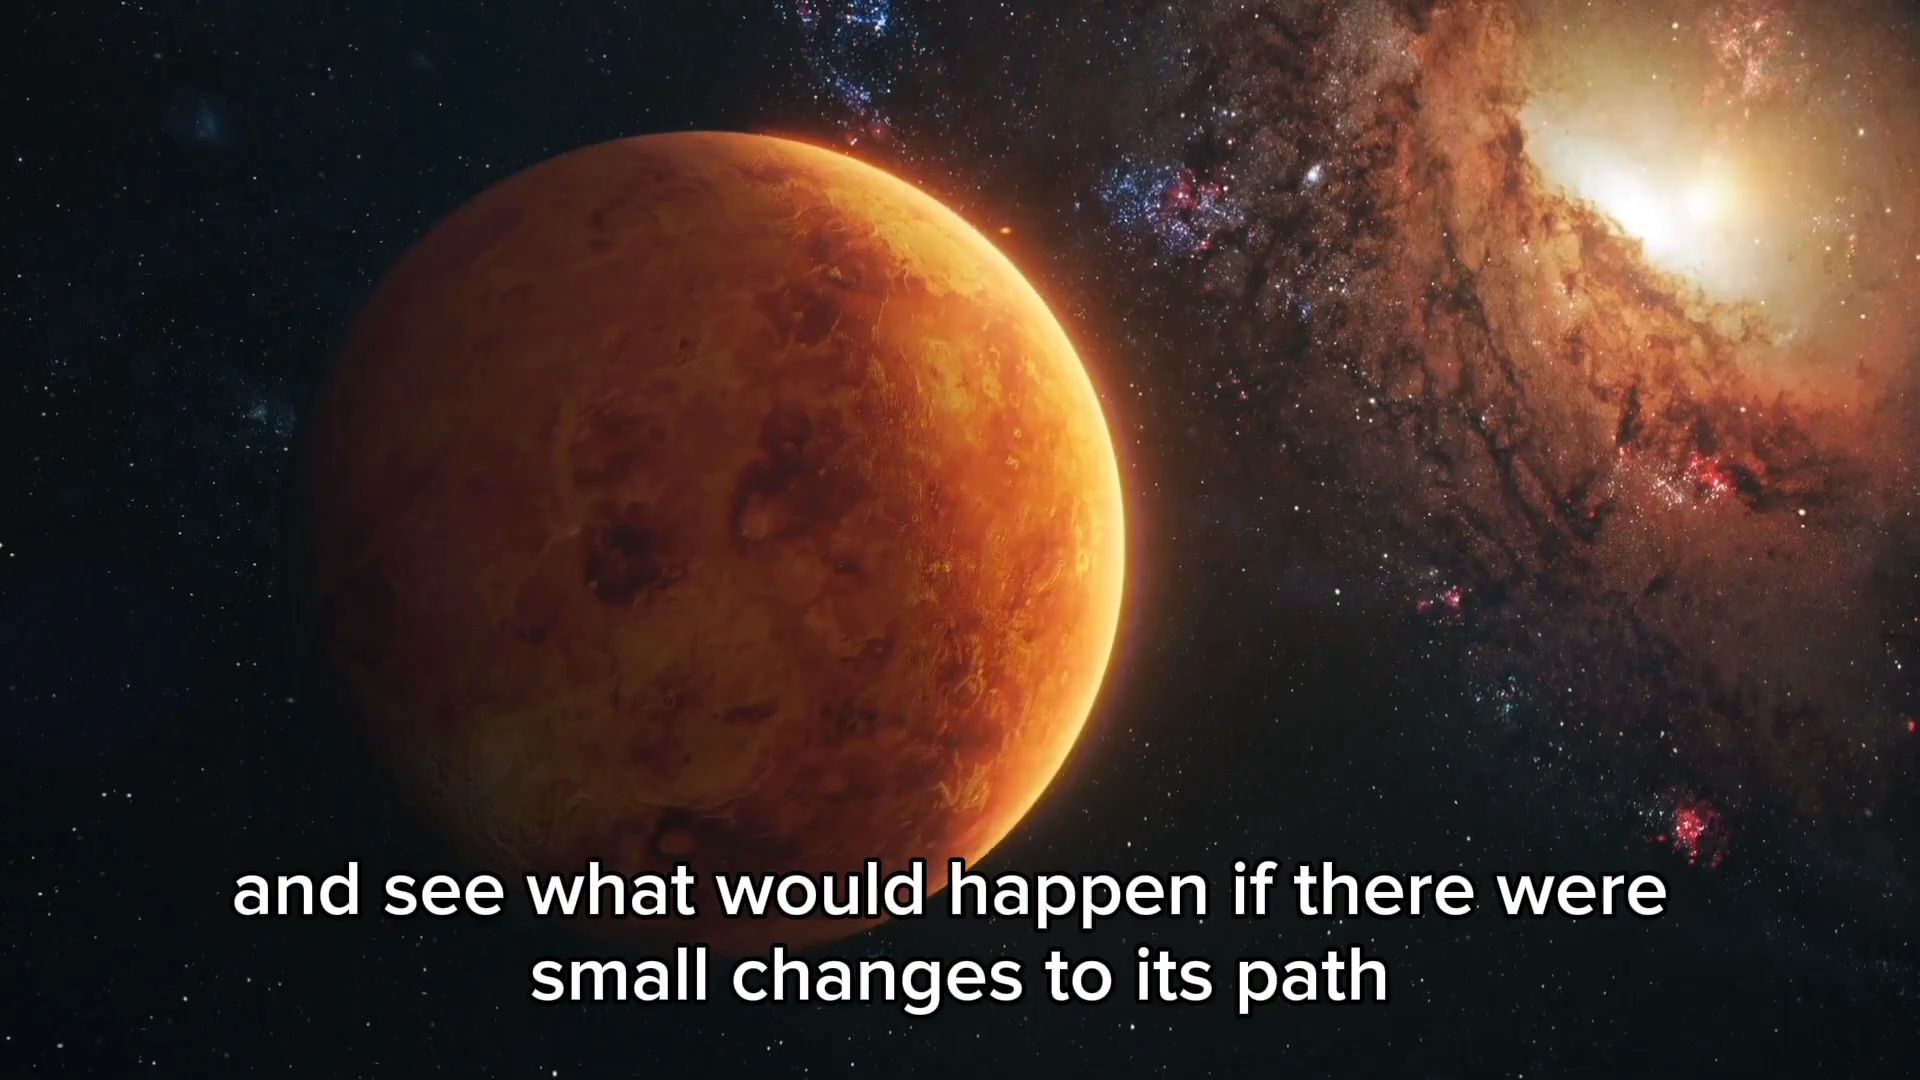 and see what would happen if there were
small changes to its path